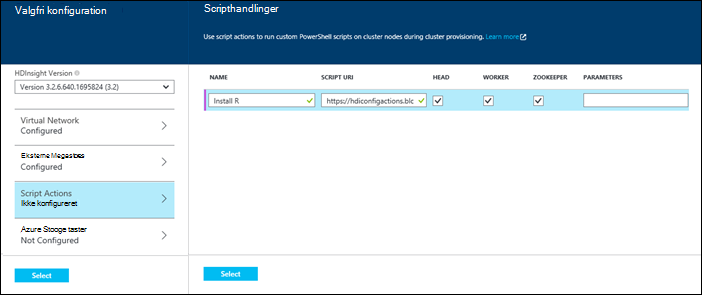 Valgfri konfiguration
Scripthandlinger
Use script actions to run custom PowerShell scripts on cluster nodes during cluster provisioning. Learn more
HDInsight Version
Version 3.2.6.640.1695824 (3.2)
Virtual Network
Configured
Eksterne Megastores
Configured
Script Actions
Ikke konfigureret
Azure Stooge taster
Not Configured
Select
NAME SCRIPT URI HEAD WORKER ZOOKEEPER PARAMETERS
Install R https://hdiconfigactions.blc
Select